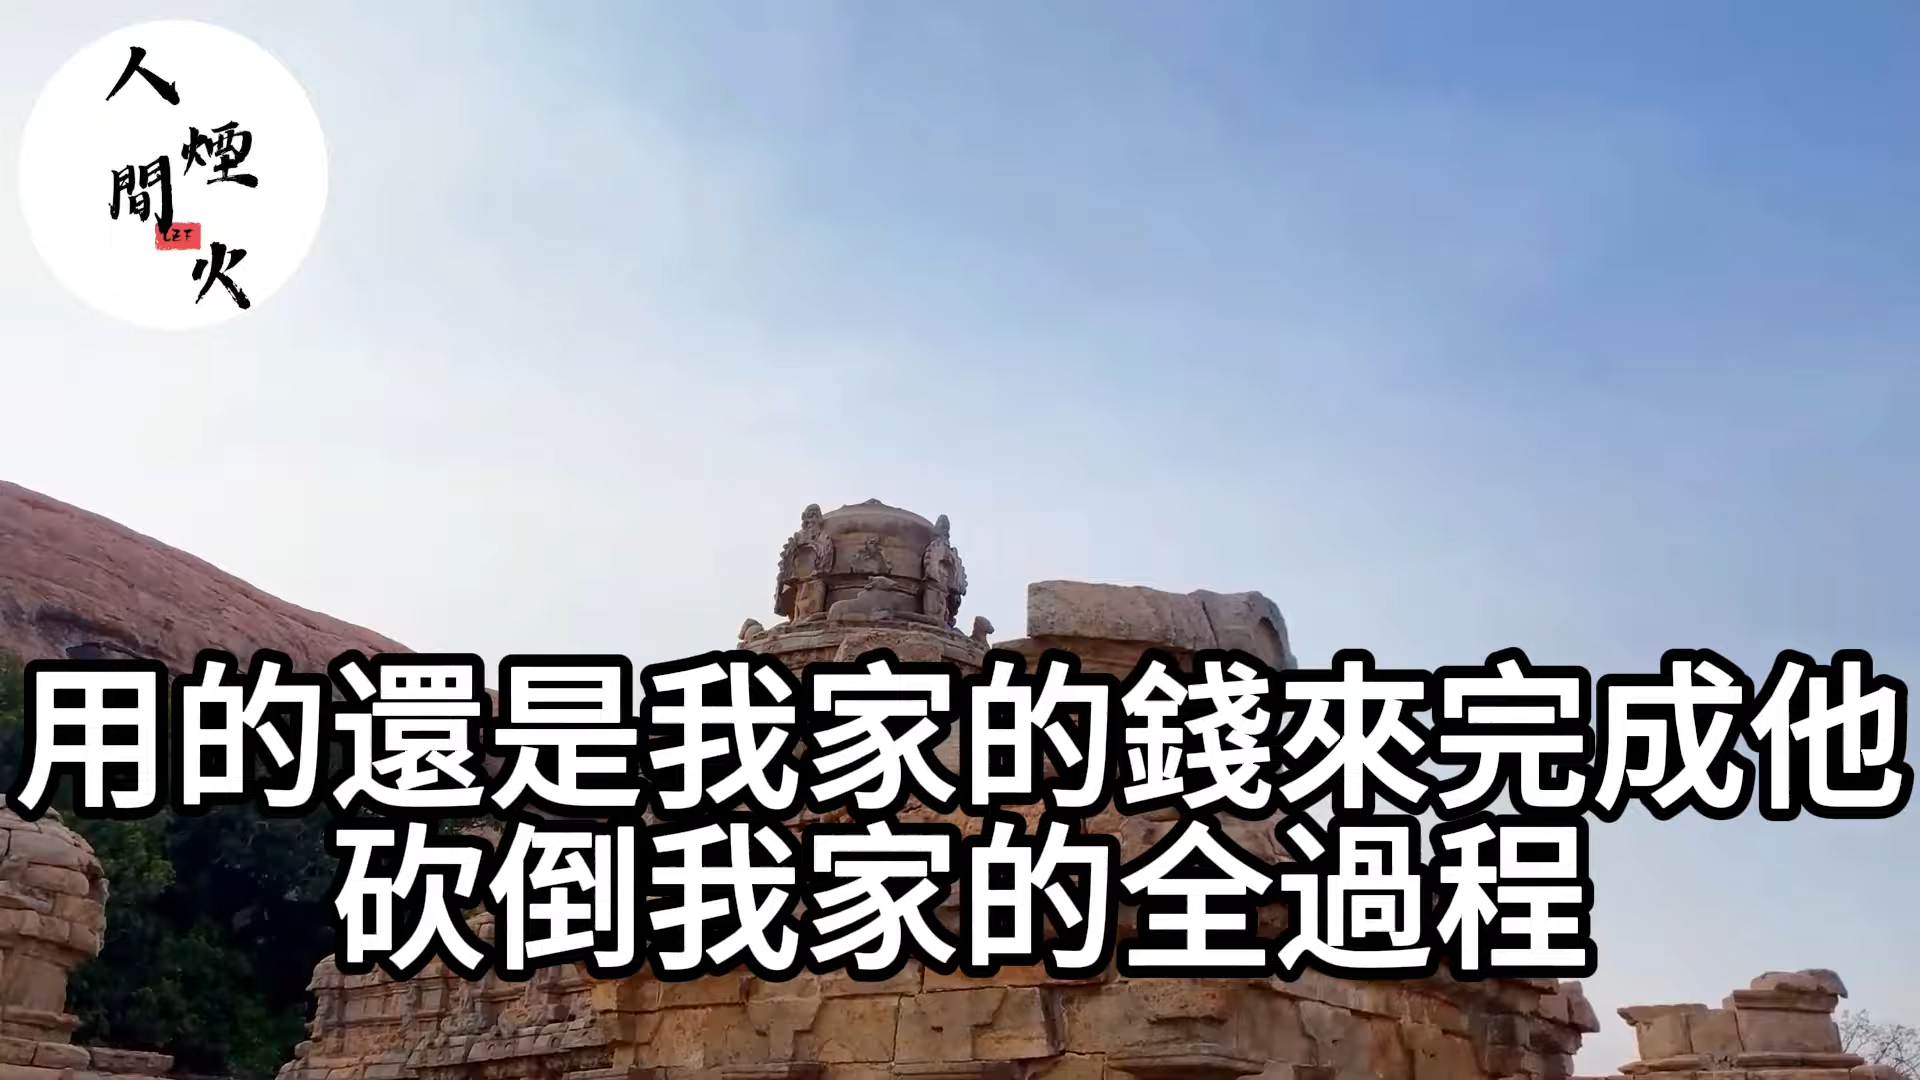 人間煙火
用的還是我家的錢來完成他
砍倒我家的全過程